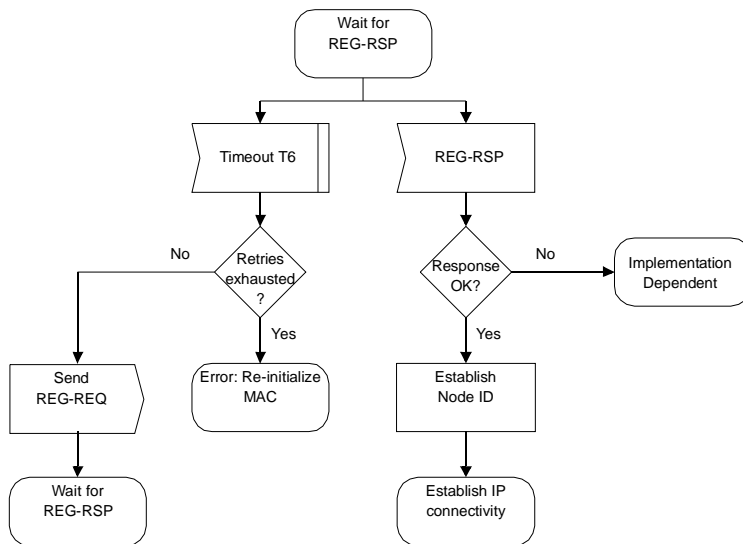 Wait for
REG-RSP
Timeout T6
REG-RSP
No
Retries
exhausted
?
Response
OK?
No
Implementation
Dependent
Yes
Yes
Send
REG-REQ
Error: Re-initialize
MAC
Establish
Node ID
Wait for
REG-RSP
Establish IP
connectivity